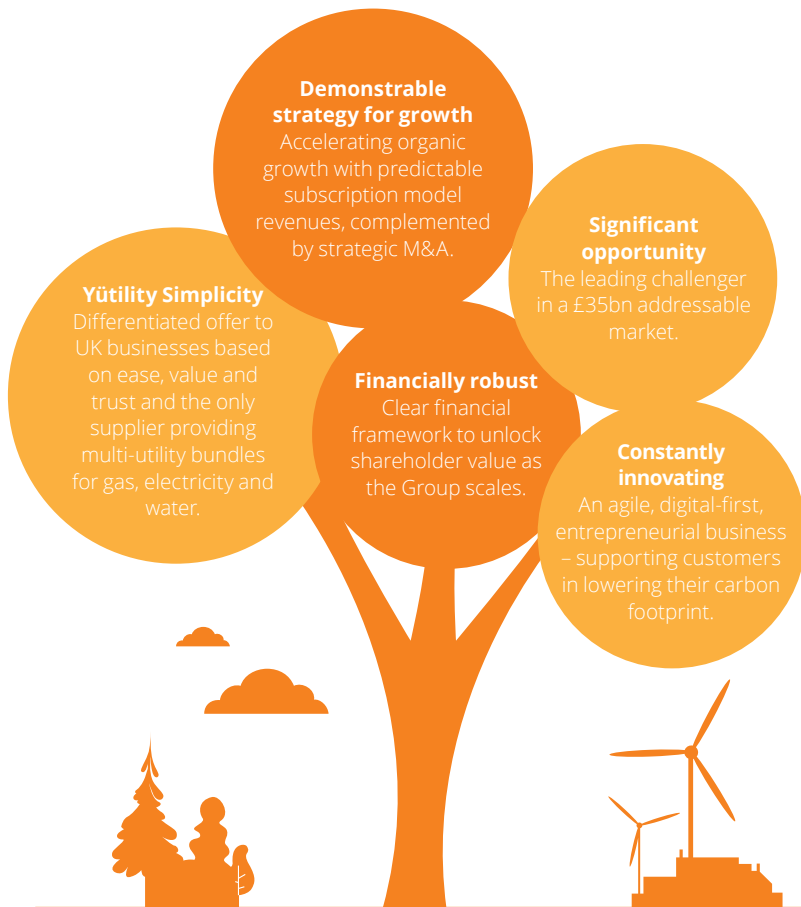 Demonstrable
strategy for growth
Accelerating organic
growth with predictable
subscription model
revenues, complemented
by strategic M&A.
Significant
opportunity
The leading challenger
in a £35bn addressable
market.
Yütility Simplicity
Differentiated offer to
UK businesses based
on ease, value and
trust and the only
supplier providing
multi-utility bundles
for gas, electricity and
water.
Financially robust
Clear financial
framework to unlock
shareholder value as
the Group scales.
Constantly
innovating
An agile, digital-first,
entrepreneurial business
– supporting customers
in lowering their carbon
footprint.